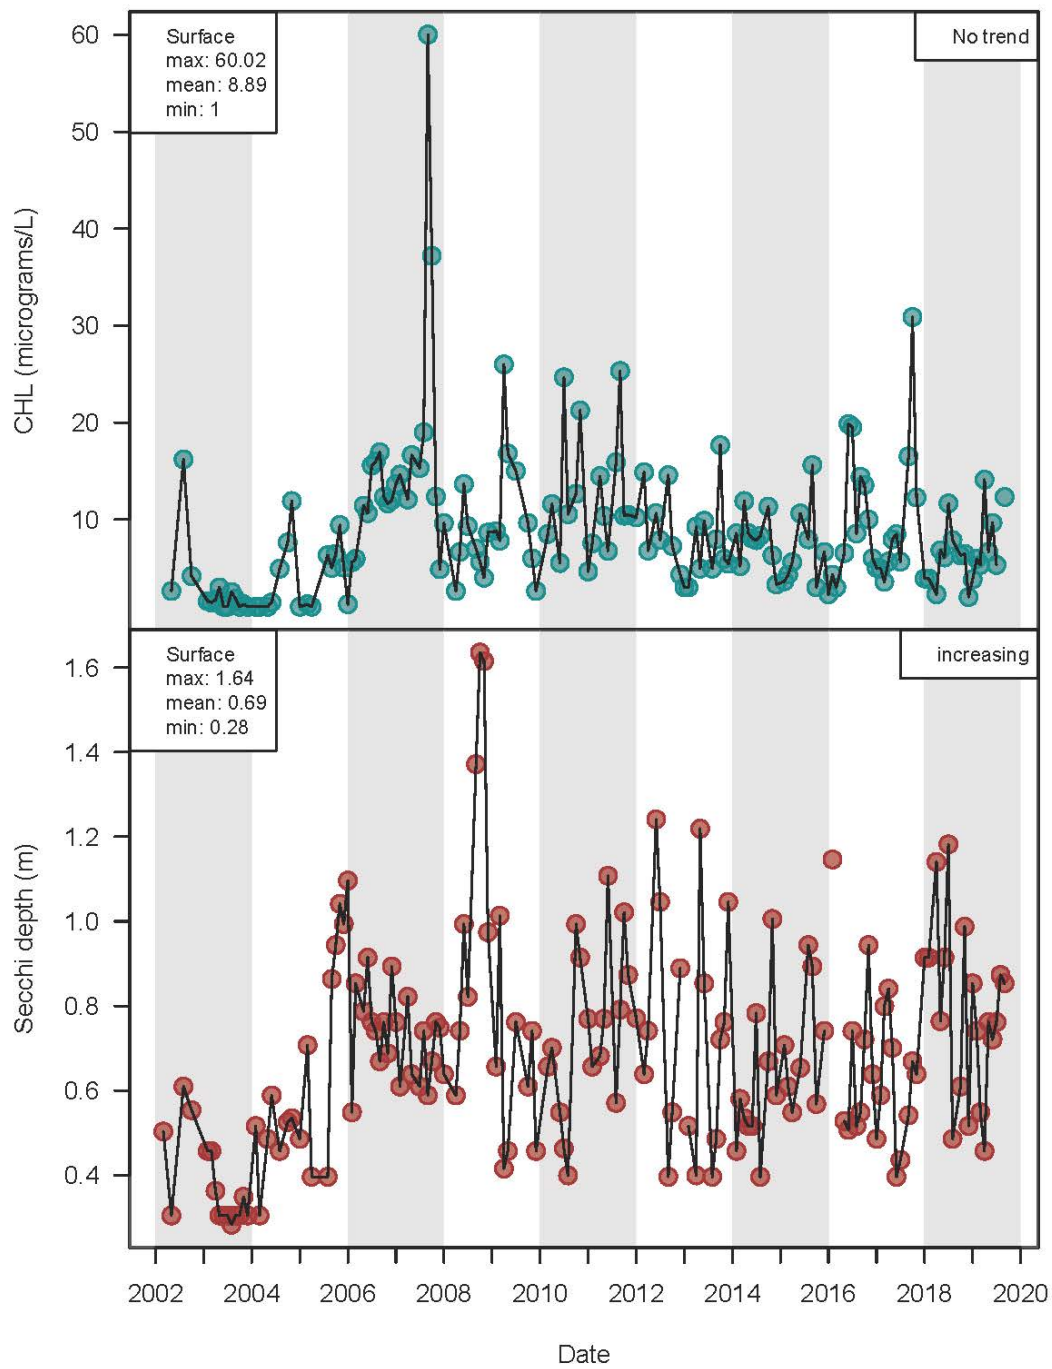 60
50
40
30
20
10
CHL (micrograms/L)
Surface
max: 60.02
mean: 8.89
min: 1
No trend
1.6
1.4
1.2
1.0
0.8
0.6
0.4
Secchi depth (m)
Surface
max: 1.64
mean: 0.69
min: 0.28
increasing
2002 2004 2006 2008 2010 2012 2014 2016 2018 2020
Date